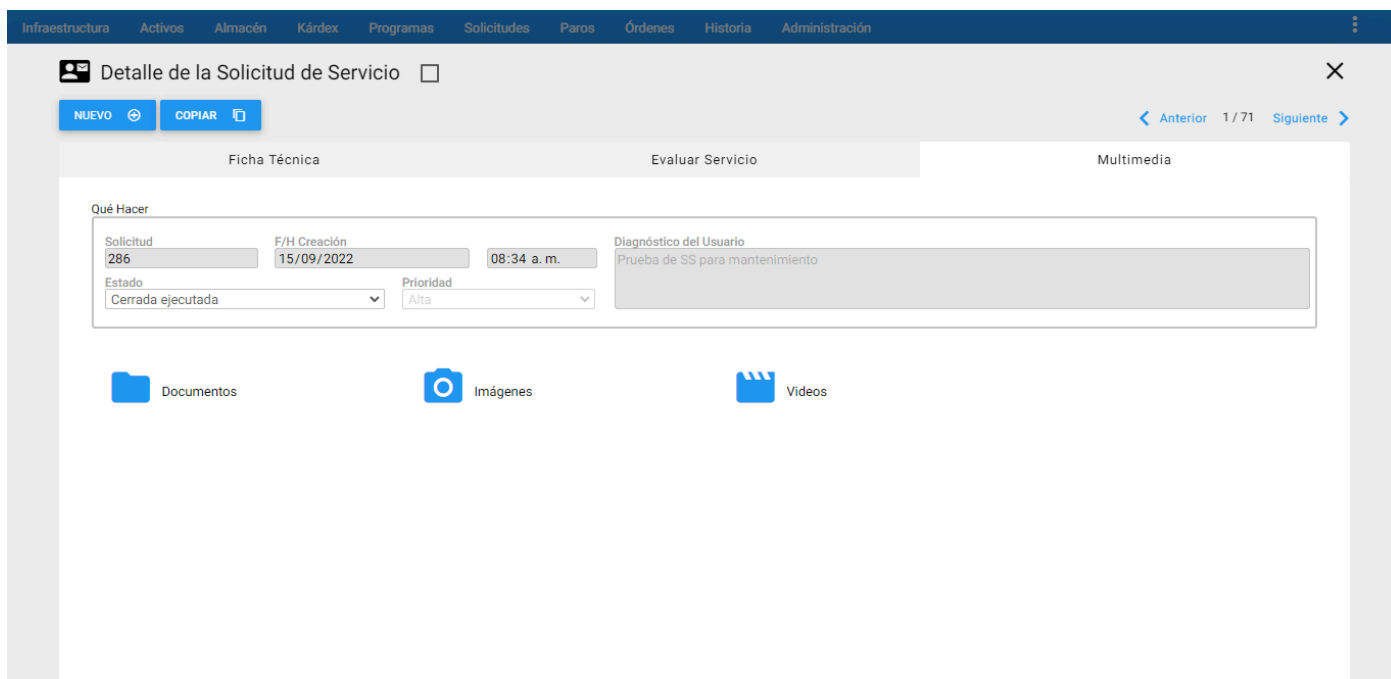 Infraestructura Activos Almacén Kárdex Programas Solicitudes Paros Órdenes Historia Administración
Detalle de la Solicitud de Servicio
NUEVO COPIAR Anterior 1 / 71 Siguiente
Ficha Técnica Evaluar Servicio Multimedia
Qué Hacer
Solicitud F/H Creación Diagnóstico del Usuario
286 15/09/2022 08:34 a. m. Prueba de SS para mantenimiento
Estado Prioridad
Cerrada ejecutada Alta
Documentos Imágenes Videos